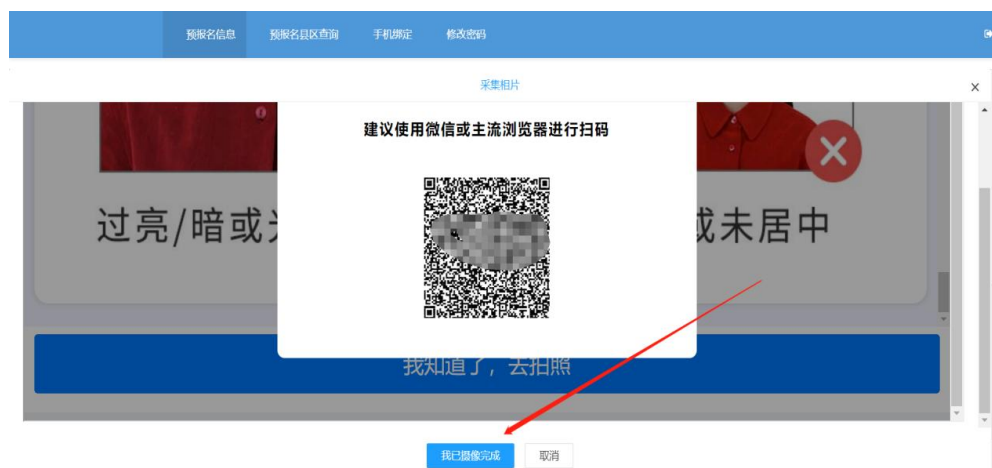 预报名信息 预报名县区查询 手机绑定 修改密码
采集相片
建议使用微信或主流浏览器进行扫码
过亮/暗或 或未居中
我知道了，去拍照
我已摄像完成 取消